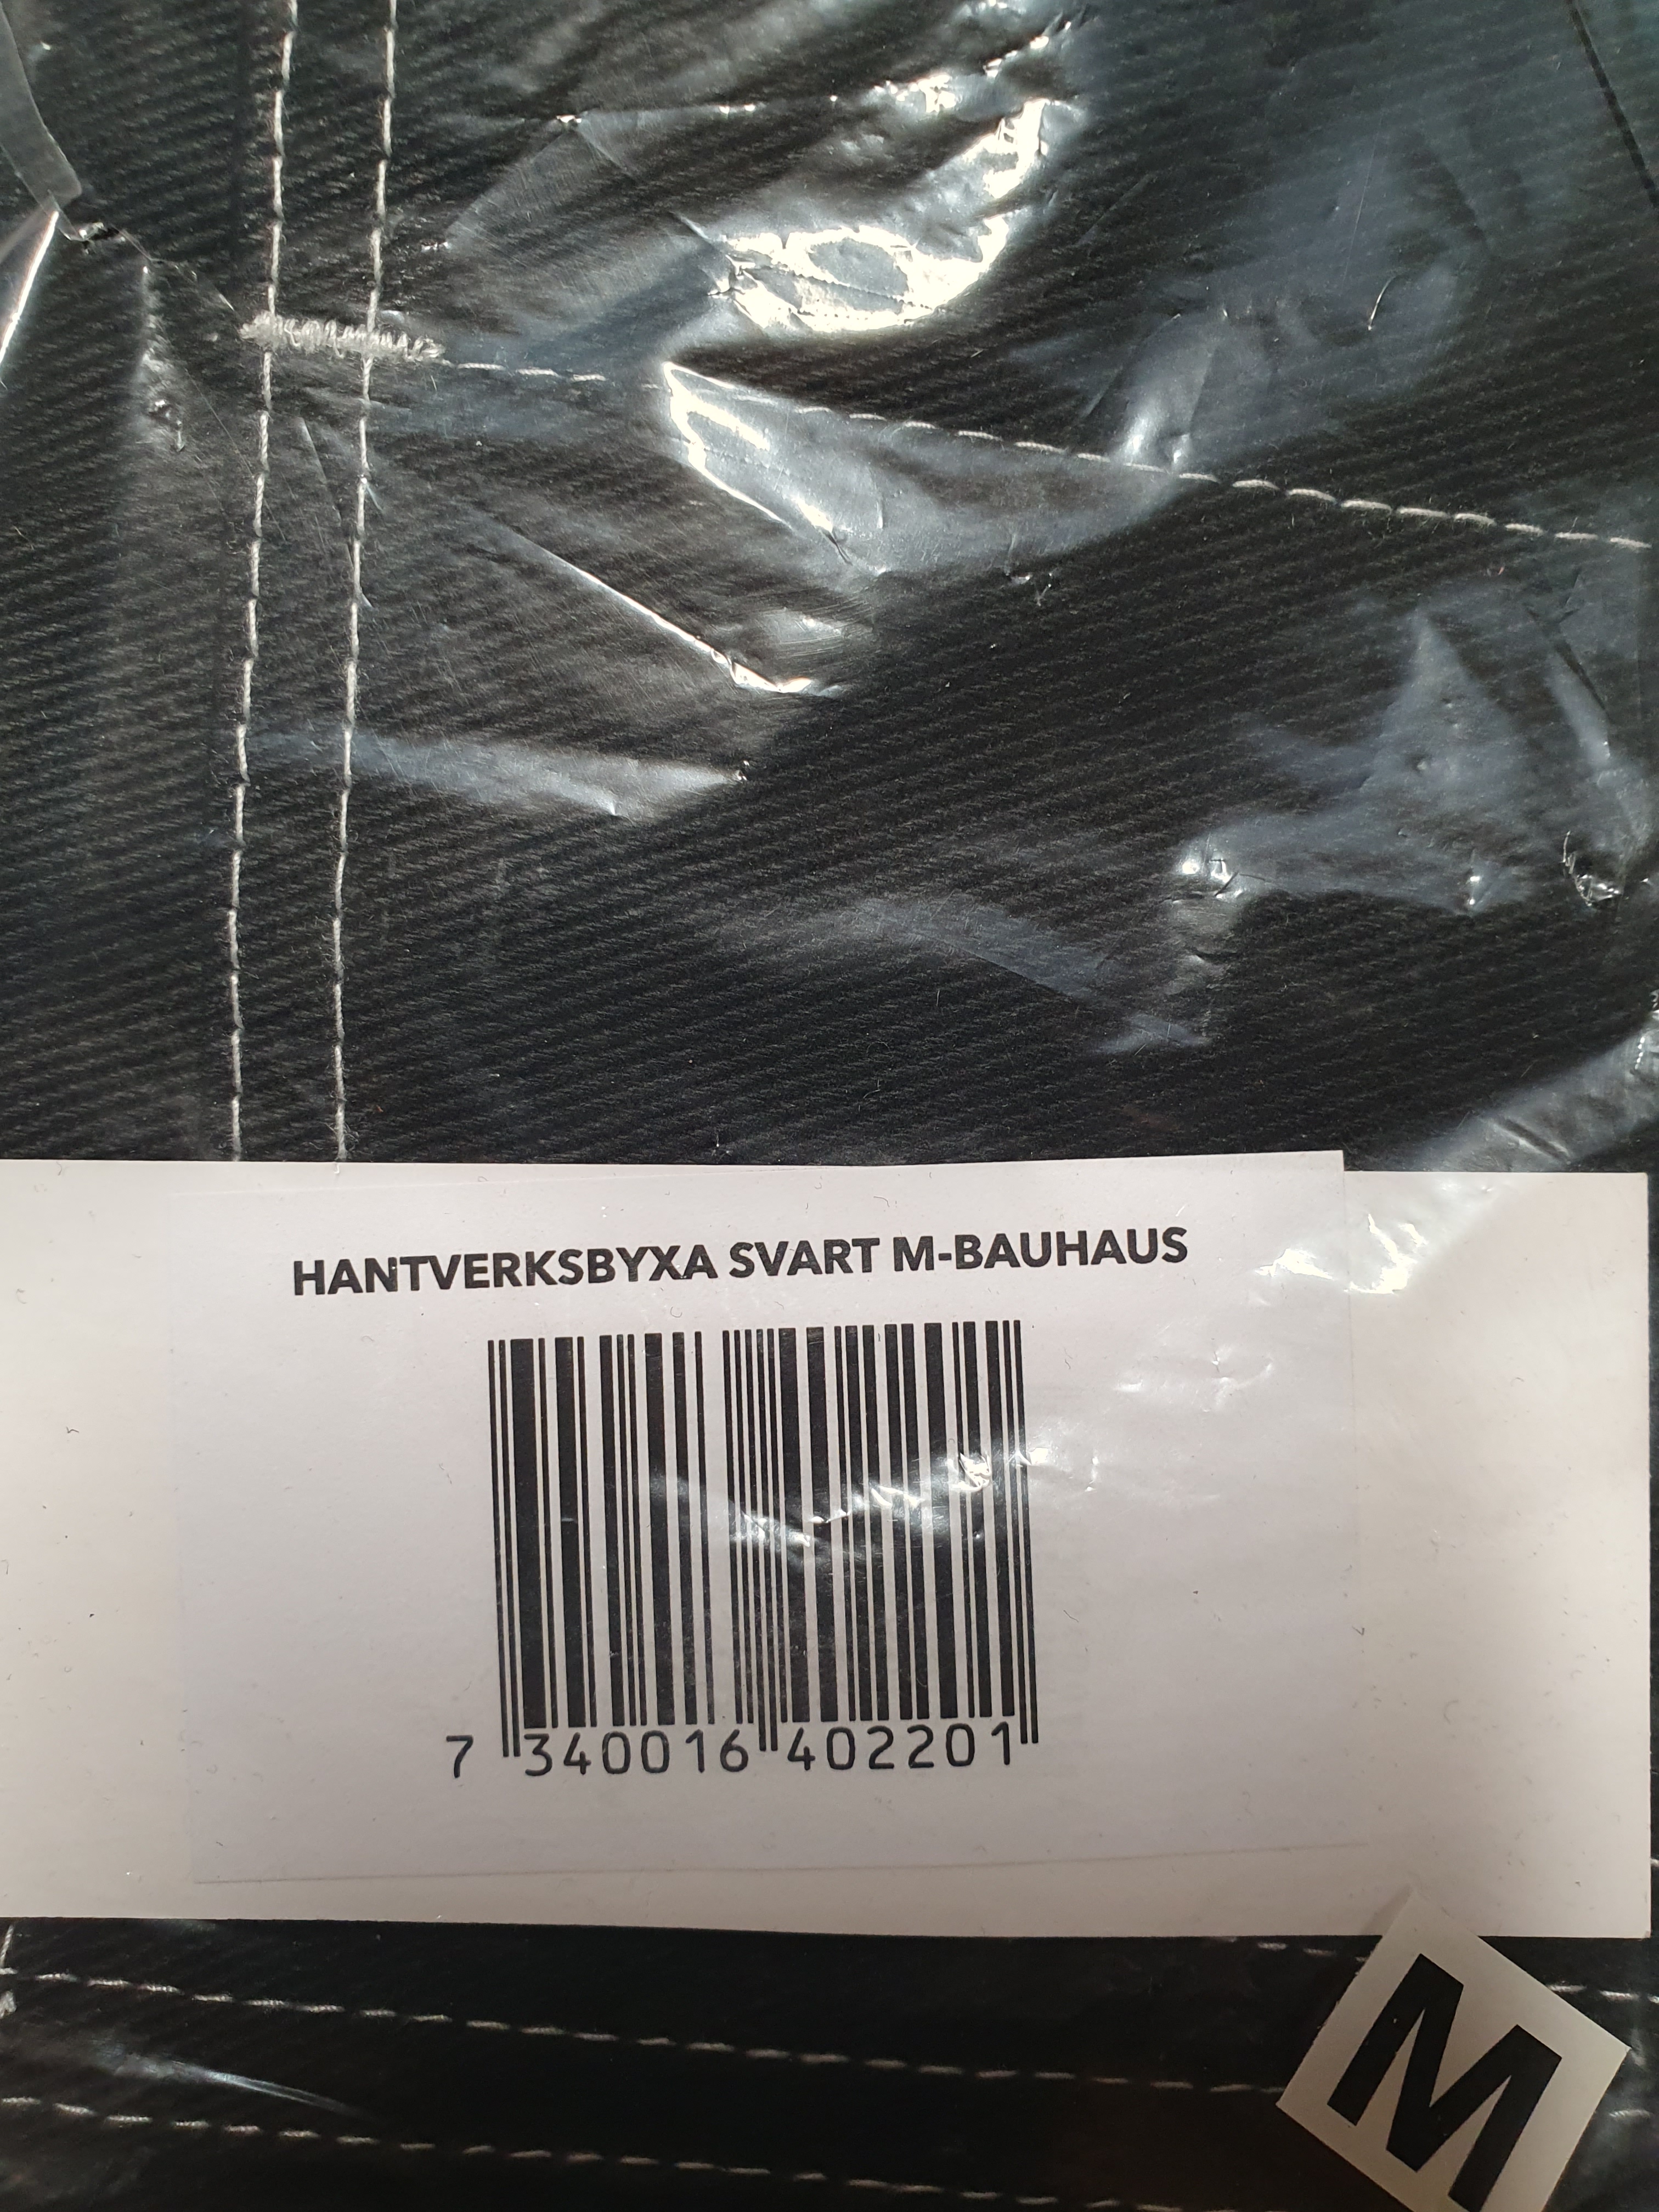 HANTVERKSBYXA SVART M-BAUHAUS
7 340016 402201
M